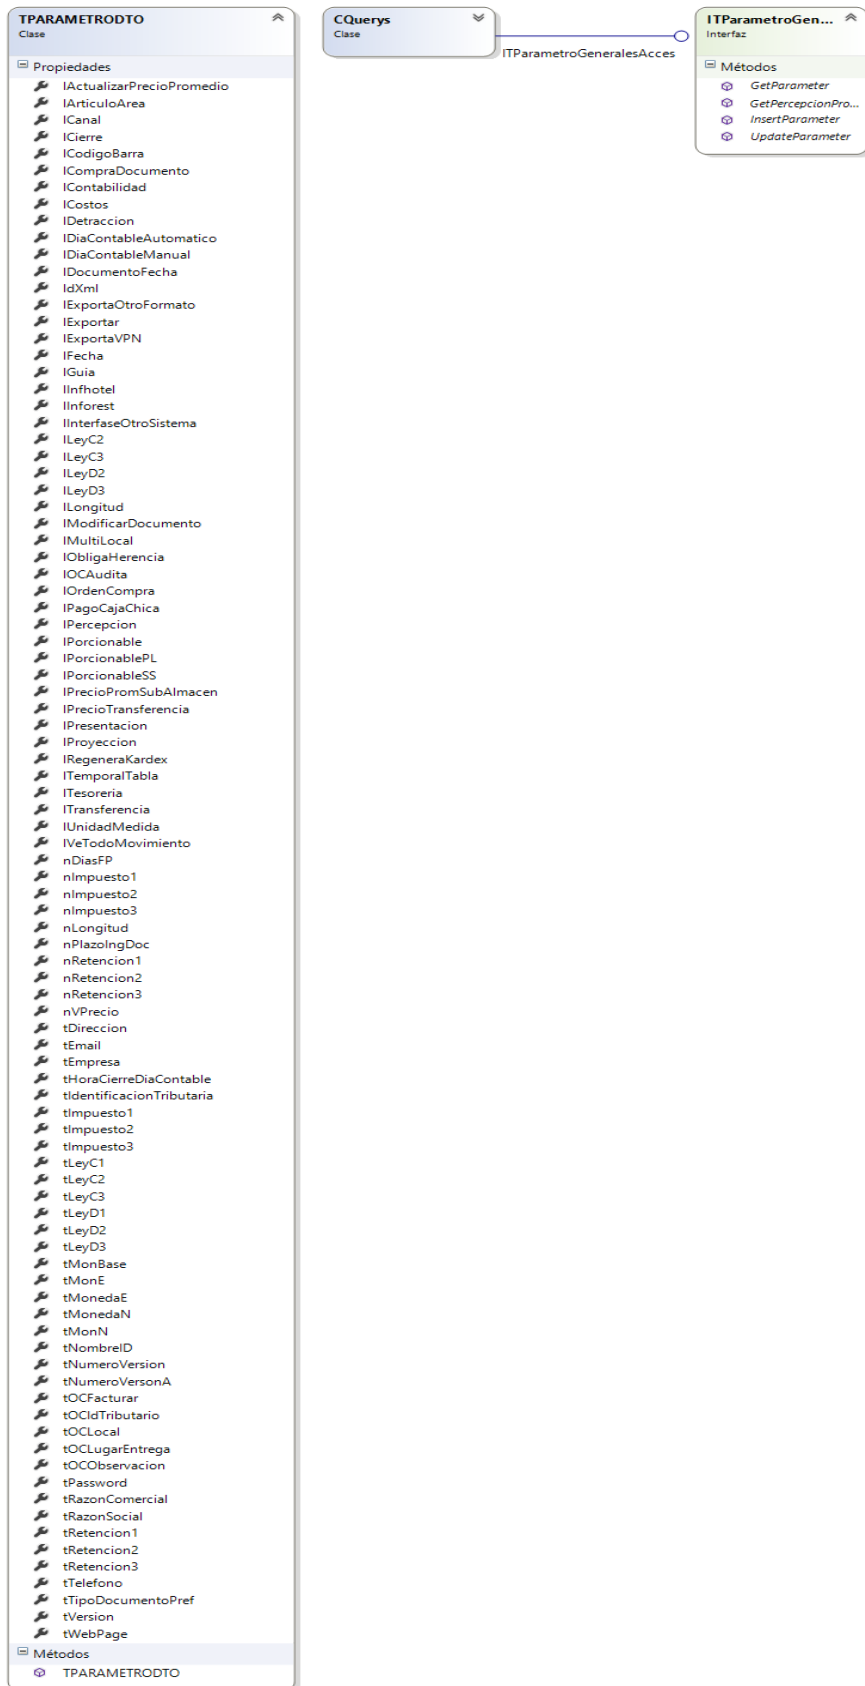 TPARAMETRODTO
Clase
Propiedades
lActualizarPrecioPromedio
lArticuloArea
lCanal
lCierre
lCodigoBarra
lCompraDocumento
lContabilidad
lCostos
lDetraccion
lDiaContableAutomatico
lDiaContableManual
lDocumentoFecha
ldXml
lExportaOtroFormato
lExportar
lExportaVPN
lFecha
lGuia
lInfhotel
lInforest
lInterfaseOtroSistema
lLeyC2
lLeyC3
lLeyD2
lLeyD3
lLongitud
lModificarDocumento
lMultiLocal
lObligaHerencia
lOCAudita
lOrdenCompra
lPagoCajaChica
lPercepcion
lPorcionable
lPorcionablePL
lPorcionableSS
lPrecioPromSubAlmacen
lPrecioTransferencia
lPresentacion
lProyeccion
lRegeneraKardex
lTemporalTabla
lTesoreria
lTransferencia
lUnidadMedida
lVeTodoMovimiento
nDiasFP
nImpuesto1
nImpuesto2
nImpuesto3
nLongitud
nPlazoIngDoc
nRetencion1
nRetencion2
nRetencion3
nVPrecio
tDireccion
tEmail
tEmpresa
tHoraCierreDiaContable
tIdentificacionTributaria
tImpuesto1
tImpuesto2
tImpuesto3
tLeyC1
tLeyC2
tLeyC3
tLeyD1
tLeyD2
tLeyD3
tMonBase
tMonE
tMonedaE
tMonedaN
tMonN
tNombreID
tNumeroVersion
tNumeroVersonA
tOCFacturar
tOCIdTributario
tOCLocal
tOCLugarEntrega
tOCObservacion
tPassword
tRazonComercial
tRazonSocial
tRetencion1
tRetencion2
tRetencion3
tTelefono
tTipoDocumentoPref
tVersion
tWebPage
Métodos
TPARAMETRODTO
CQuerys
Clase
ITParametroGeneralesAcces
ITParametroGen...
Interfaz
Métodos
GetParameter
GetPercepcionPro...
InsertParameter
UpdateParameter